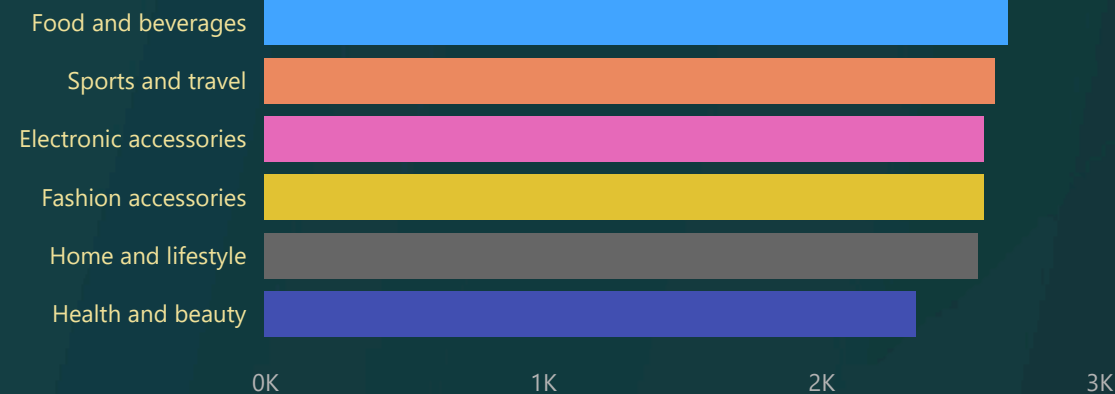 Food and beverages
Sports and travel
Electronic accessories
Fashion accessories
Home and lifestyle
Health and beauty
0K 1K 2K 3K